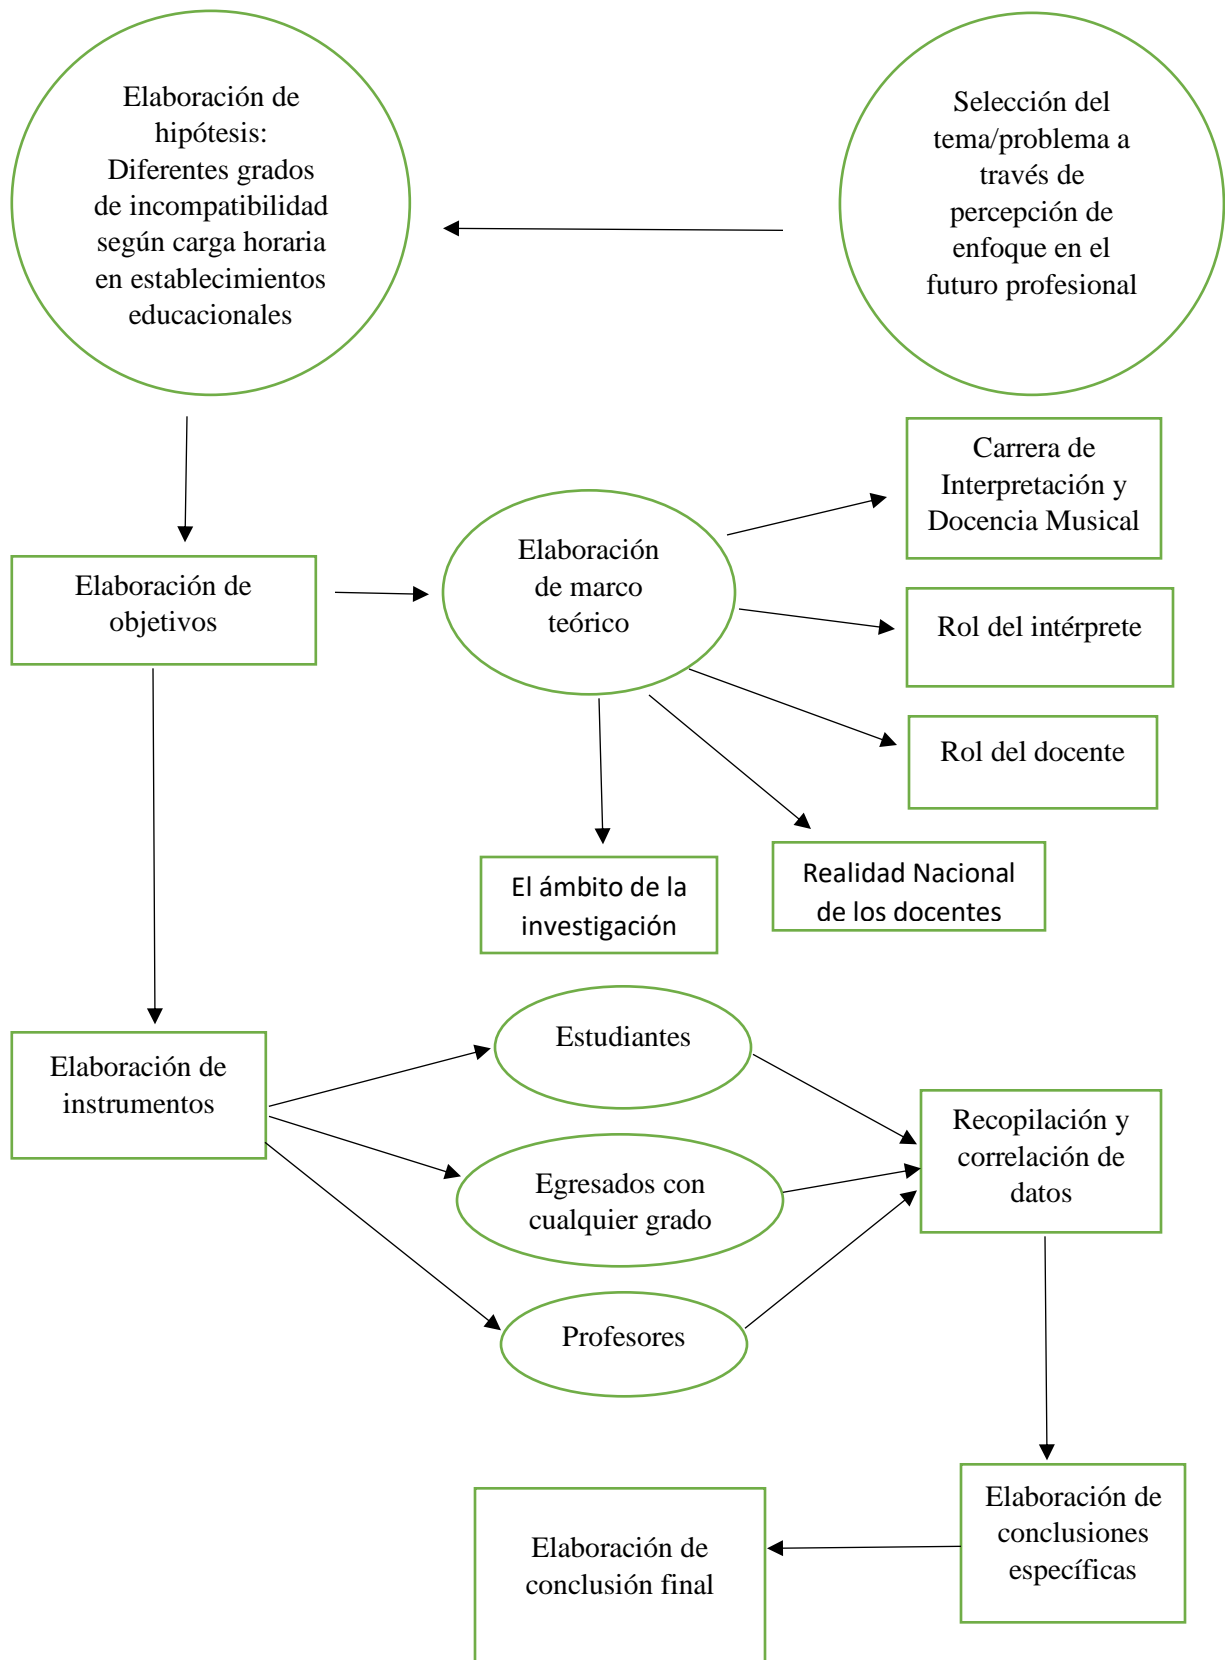 Elaboración de
hipótesis:
Diferentes grados
de incompatibilidad
según carga horaria
en establecimientos
educacionales
Selección del
tema/problema a
través de
percepción de
enfoque en el
futuro profesional
Carrera de
Interpretación y
Docencia Musical
Elaboración de
objetivos
Elaboración
de marco
teórico
Rol del intérprete
Rol del docente
El ámbito de la
investigación
Realidad Nacional
de los docentes
Elaboración de
instrumentos
Estudiantes
Egresados con
cualquier grado
Profesores
Recopilación y
correlación de
datos
Elaboración de
conclusiones
específicas
Elaboración de
conclusión final